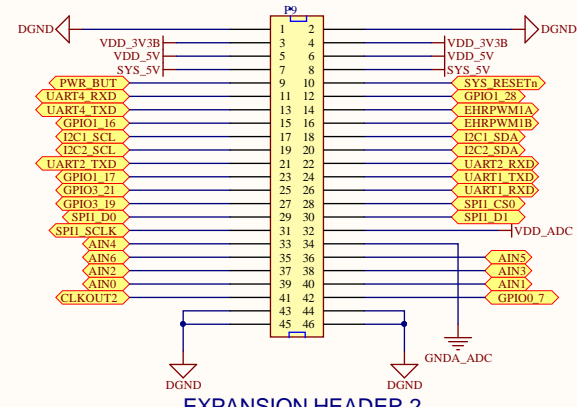 P9
DGND 1 2 DGND
VDD_3V3B 3 4 VDD_3V3B
VDD_5V 5 6 VDD_5V
SYS_5V 7 8 SYS_5V
PWR_BUT 9 10 SYS_RESETn
UART4_RXD 11 12 GPIO1_28
UART4_TXD 13 14 EHRPWM1A
GPIO1_16 15 16 EHRPWM1B
I2C1_SCL 17 18 I2C1_SDA
I2C2_SCL 19 20 I2C2_SDA
UART2_TXD 21 22 UART2_RXD
GPIO1_17 23 24 UART1_TXD
GPIO3_21 25 26 UART1_RXD
GPIO3_19 27 28 SPI1_CS0
SPI1_D0 29 30 SPI1_D1
SPI1_SCLK 31 32 VDD_ADC
AIN4 33 34
AIN6 35 36 AIN5
AIN2 37 38 AIN3
AIN0 39 40 AIN1
CLKOUT2 41 42 GPIO0_7
43 44
45 46
GNDA_ADC
DGND DGND
EXPANSION HEADER 2